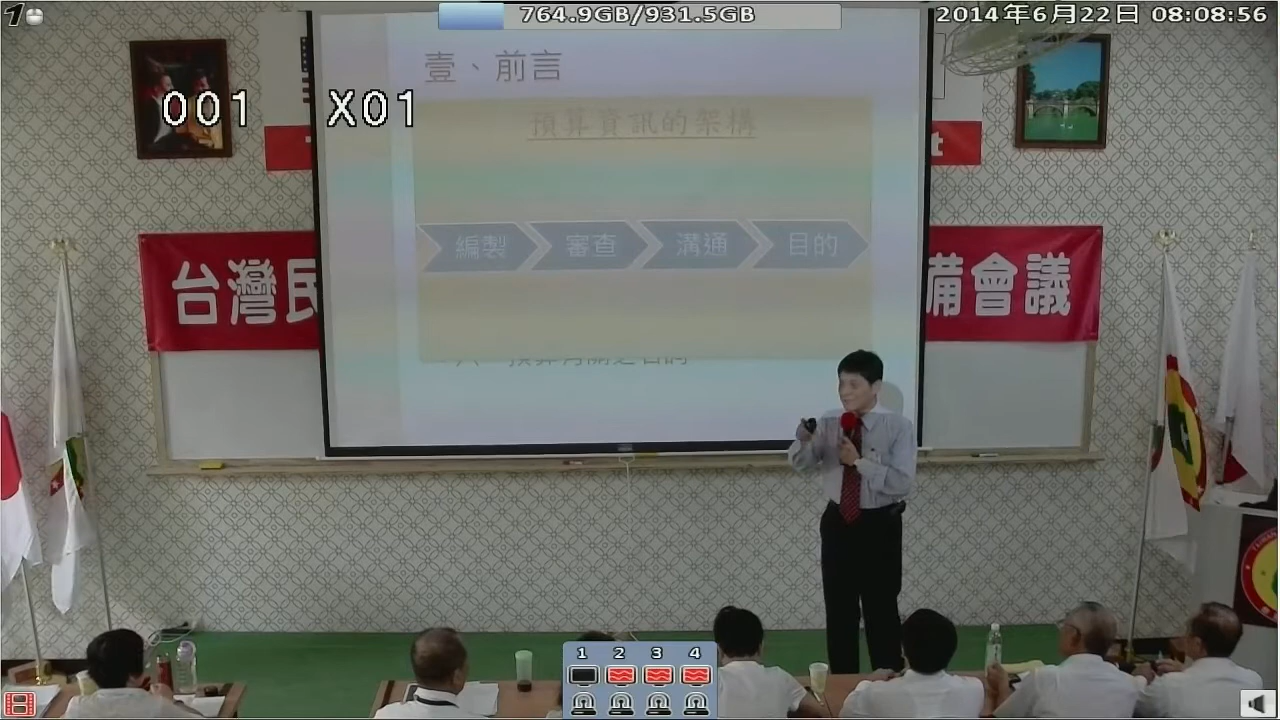 1
764.9GB/931.5GB
2014年6月22日 08:08:56
壹、前言
001 X01
預算資訊的架構
t
編製 審查 溝通 目的
台灣民
備會議
1 2 3 4